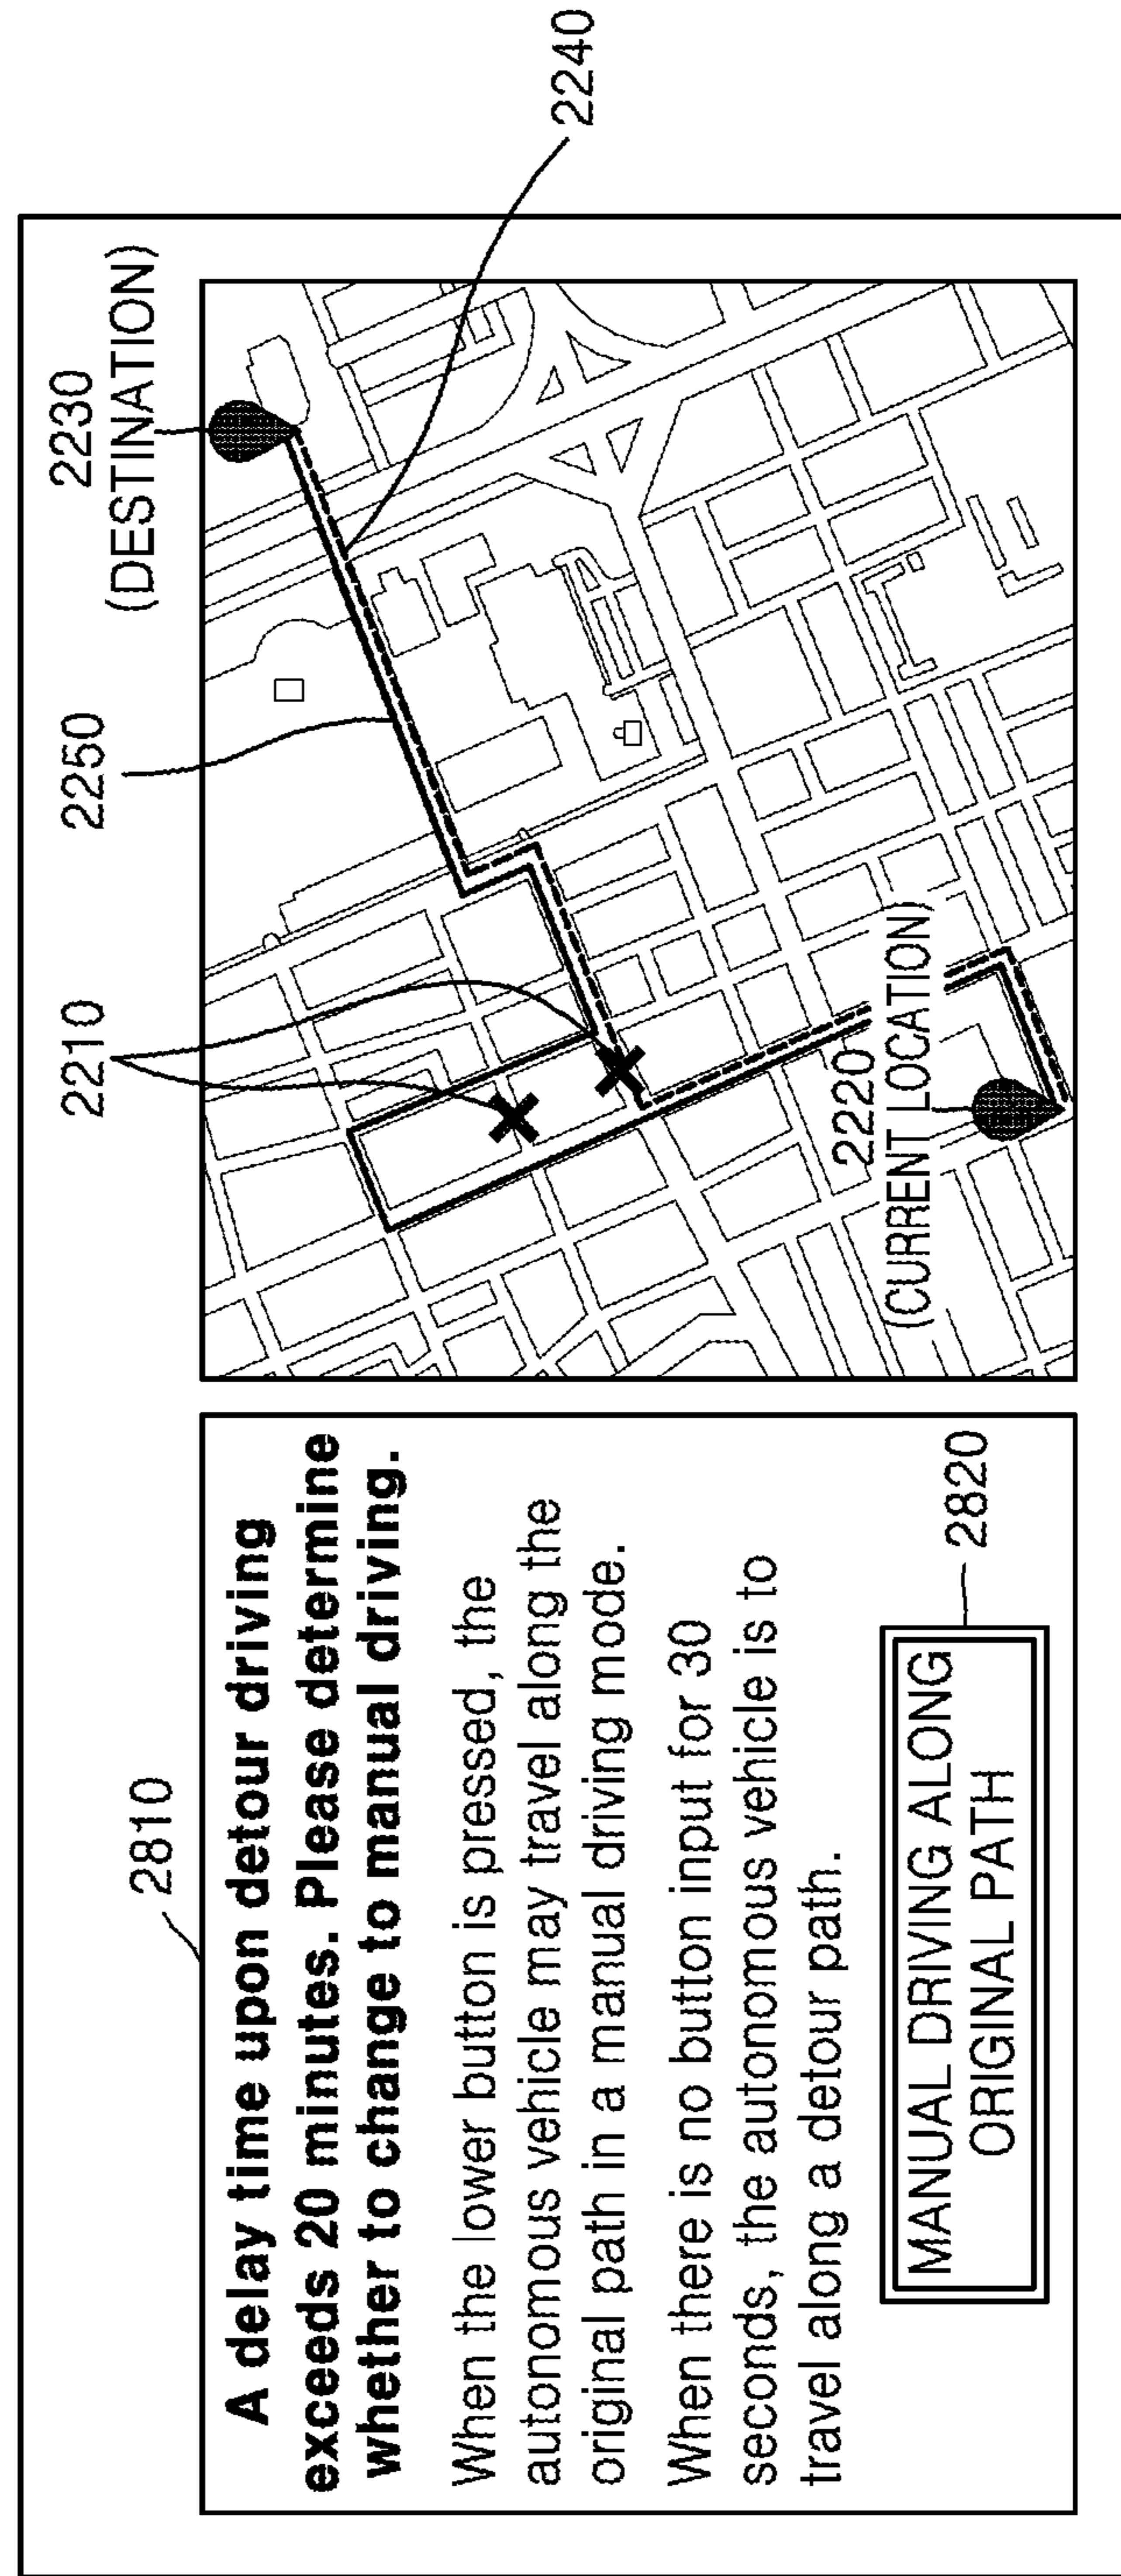 2810
A delay time upon detour driving
exceeds 20 minutes. Please determine
whether to change to manual driving.
When the lower button is pressed, the
autonomous vehicle may travel along the
original path in a manual driving mode.
When there is no button input for 30
seconds, the autonomous vehicle is to
travel along a detour path.
MANUAL DRIVING ALONG
ORIGINAL PATH
2820
2210
2250
2230
(DESTINATION)
2240
2220
(CURRENT LOCATION)